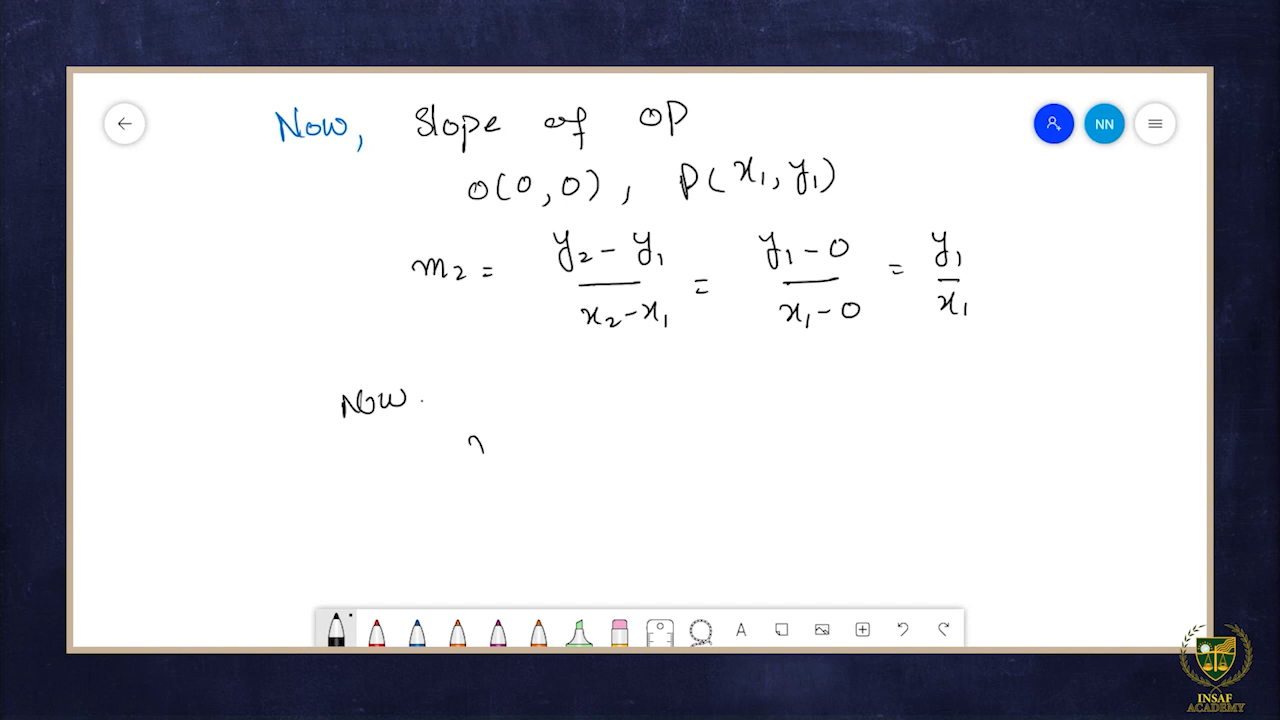 Now, Slope of OP
O(0,0), P(x₁, y₁)
m₂ = (y₂ - y₁)/(x₂ - x₁) = (y₁ - 0)/(x₁ - 0) = y₁/x₁
Now.
NN
A
INSAF
ACADEMY